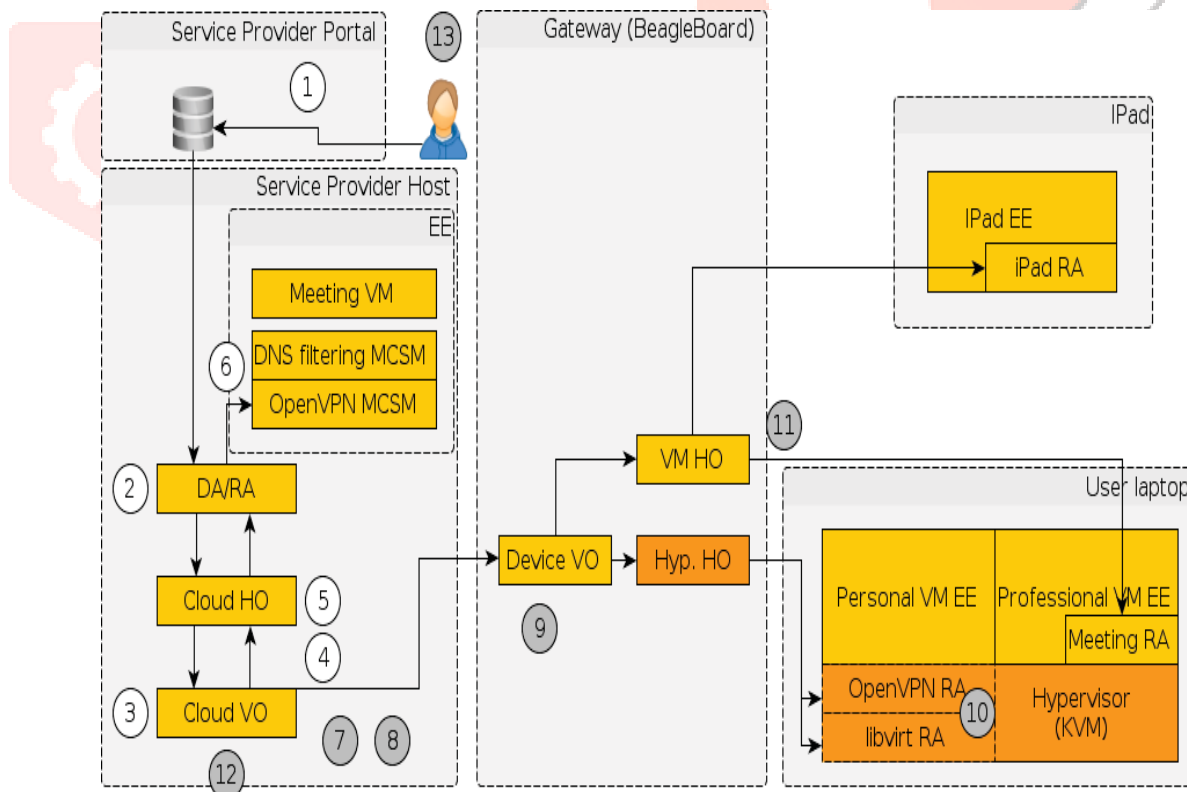 Service Provider Portal
1
13
Gateway (BeagleBoard)
IPad
IPad EE
iPad RA
Service Provider Host
EE
Meeting VM
DNS filtering MCSM
OpenVPN MCSM
6
2
DA/RA
Cloud HO
5
4
3
Cloud VO
7
8
12
VM HO
11
Device VO
Hyp. HO
9
User laptop
Personal VM EE
Professional VM EE
Meeting RA
OpenVPN RA
10
libvirt RA
Hypervisor
(KVM)